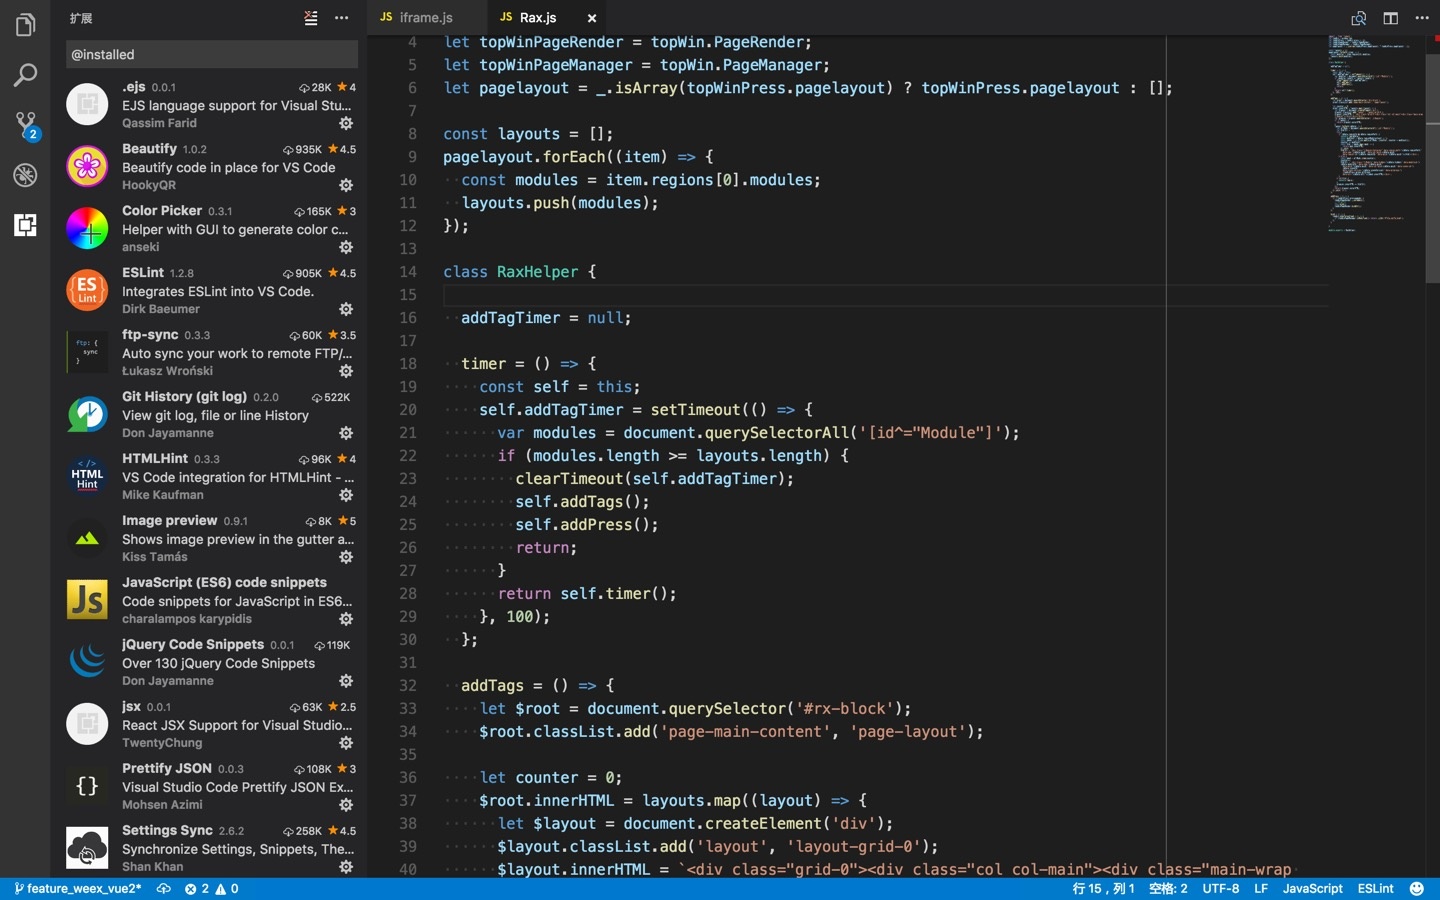 扩展
@installed
.ejs 0.0.1 28K ★4
EJS language support for Visual Stu...
Qassim Farid
Beautify 1.0.2 935K ★4.5
Beautify code in place for VS Code
HookyQR
Color Picker 0.3.1 165K ★3
Helper with GUI to generate color c...
anseki
ES
Lint
ESLint 1.2.8 905K ★4.5
Integrates ESLint into VS Code.
Dirk Baeumer
ftp: {
sync
}
ftp-sync 0.3.3 60K ★3.5
Auto sync your work to remote FTP/...
Łukasz Wroński
Git History (git log) 0.2.0 522K
View git log, file or line History
Don Jayamanne
</>
HTML
Hint
HTMLHint 0.3.3 96K ★4
VS Code integration for HTMLHint - ...
Mike Kaufman
Image preview 0.9.1 8K ★5
Shows image preview in the gutter a...
Kiss Tamás
JS
JavaScript (ES6) code snippets
Code snippets for JavaScript in ES6...
charalampos karypidis
jQuery Code Snippets 0.0.1 119K
Over 130 jQuery Code Snippets
Don Jayamanne
jsx 0.0.1 63K ★2.5
React JSX Support for Visual Studio...
TwentyChung
{}
Prettify JSON 0.0.3 108K ★3
Visual Studio Code Prettify JSON Ex...
Mohsen Azimi
Settings Sync 2.6.2 258K ★4.5
Synchronize Settings, Snippets, The...
Shan Khan
2
JS iframe.js
JS Rax.js ×
4 let topWinPageRender = topWin.PageRender;
5 let topWinPageManager = topWin.PageManager;
6 let pagelayout = _.isArray(topWinPress.pagelayout) ? topWinPress.pagelayout : [];
7
8 const layouts = [];
9 pagelayout.forEach((item) => {
10 const modules = item.regions[0].modules;
11 layouts.push(modules);
12 });
13
14 class RaxHelper {
15
16 addTagTimer = null;
17
18 timer = () => {
19 const self = this;
20 self.addTagTimer = setTimeout(() => {
21 var modules = document.querySelectorAll('[id^="Module"]');
22 if (modules.length >= layouts.length) {
23 clearTimeout(self.addTagTimer);
24 self.addTags();
25 self.addPress();
26 return;
27 }
28 return self.timer();
29 }, 100);
30 };
31
32 addTags = () => {
33 let $root = document.querySelector('#rx-block');
34 $root.classList.add('page-main-content', 'page-layout');
35
36 let counter = 0;
37 $root.innerHTML = layouts.map((layout) => {
38 let $layout = document.createElement('div');
39 $layout.classList.add('layout', 'layout-grid-0');
40 $layout.innerHTML = `<div class="grid-0"><div class="col col-main"><div class="main-wrap
feature_weex_vue2* 2 0 行 15，列 1 空格: 2 UTF-8 LF JavaScript ESLint